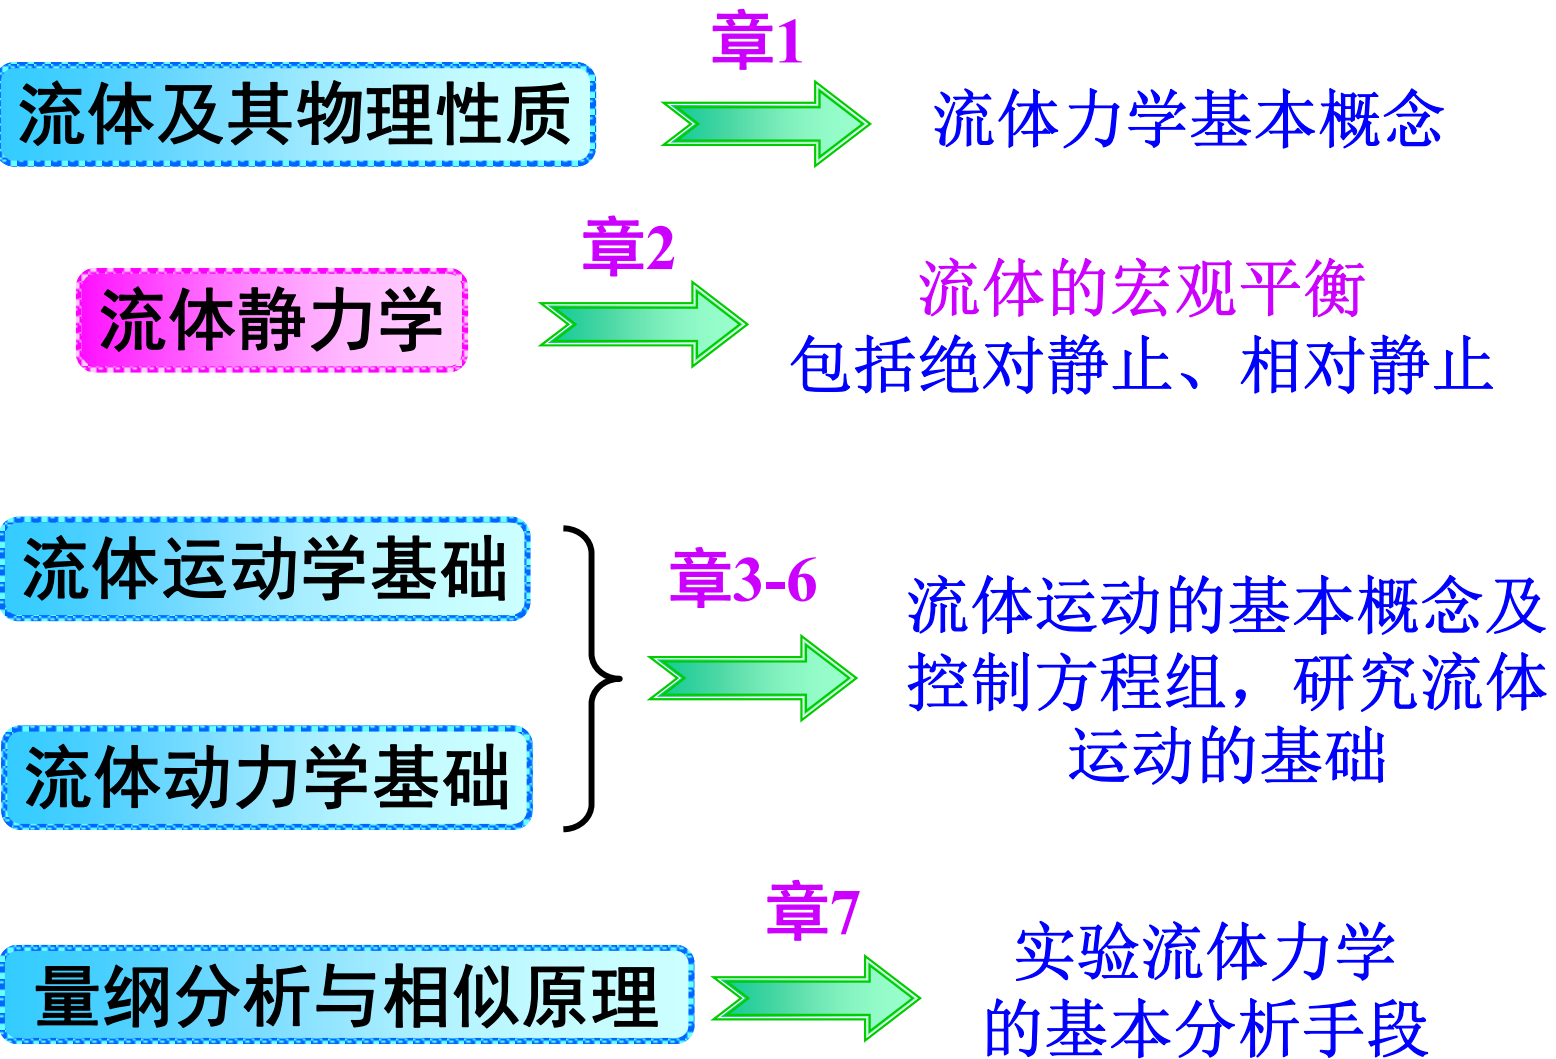 章1
流体及其物理性质
流体力学基本概念
章2
流体静力学
流体的宏观平衡
包括绝对静止、相对静止
流体运动学基础
章3-6
流体运动的基本概念及
控制方程组，研究流体
运动的基础
流体动力学基础
章7
量纲分析与相似原理
实验流体力学
的基本分析手段